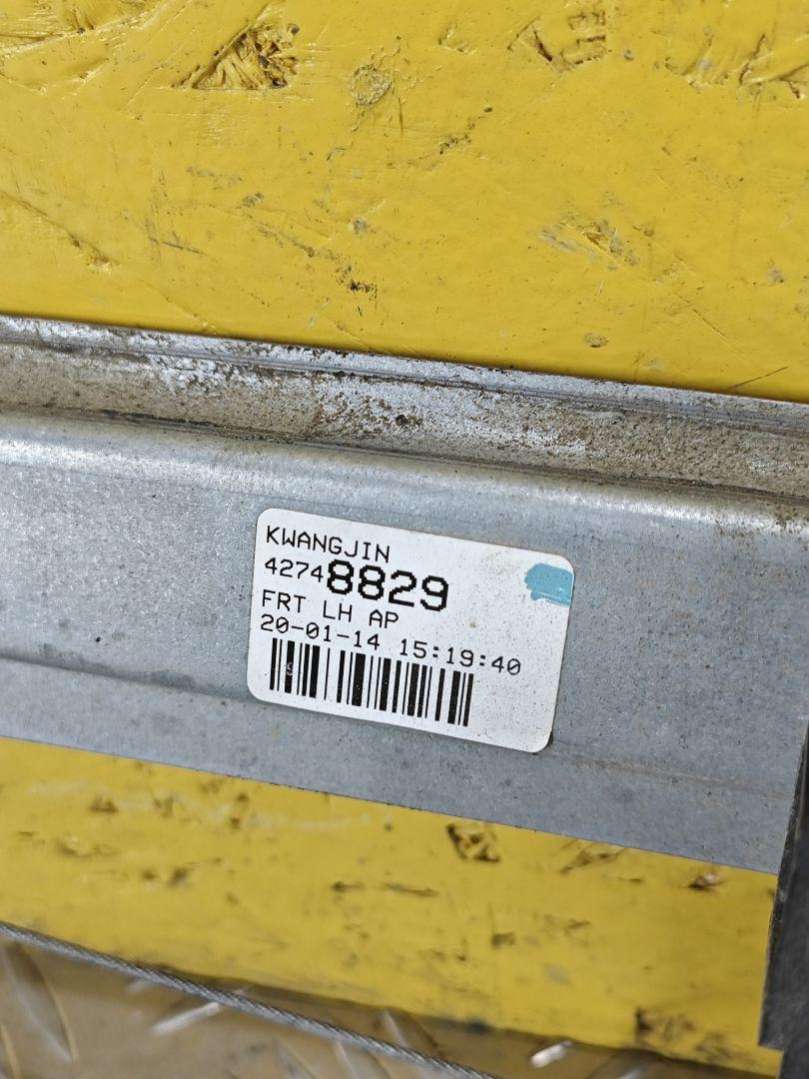 KWANGJIN
42748829
FRT LH AP
20-01-14 15:19:40